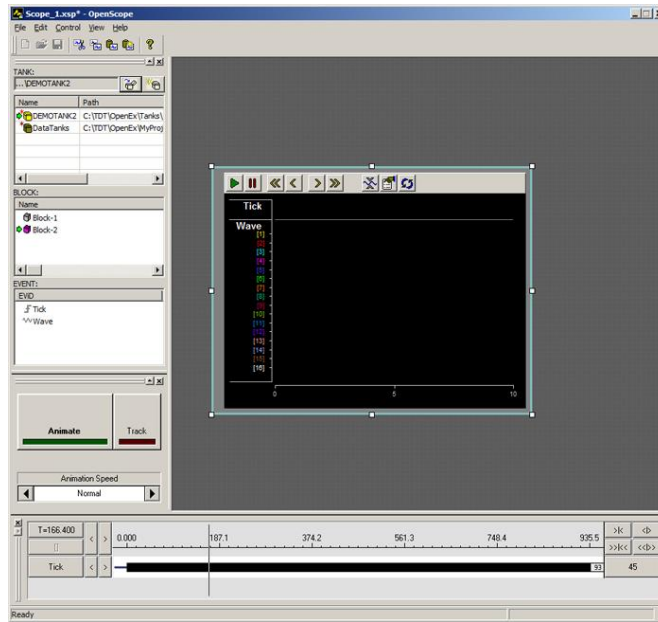 Scope_1.xsp* - OpenScope
File Edit Control View Help
TANK:
...\DEMOTANK2
Name Path
DEMOTANK2 C:\TDT\OpenEx\Tanks\
DataTanks C:\TDT\OpenEx\MyProj
BLOCK:
Name
Block-1
Block-2
EVENT:
EVID
Tick
Wave
Animate Track
Animation Speed
Normal
Tick
Wave
[1]
[2]
[3]
[4]
[5]
[6]
[7]
[8]
[9]
[10]
[11]
[12]
[13]
[14]
[15]
[16]
0 5 10
T=166.400
0.000 187.1 374.2 561.3 748.4 935.5
Tick 93 45
Ready